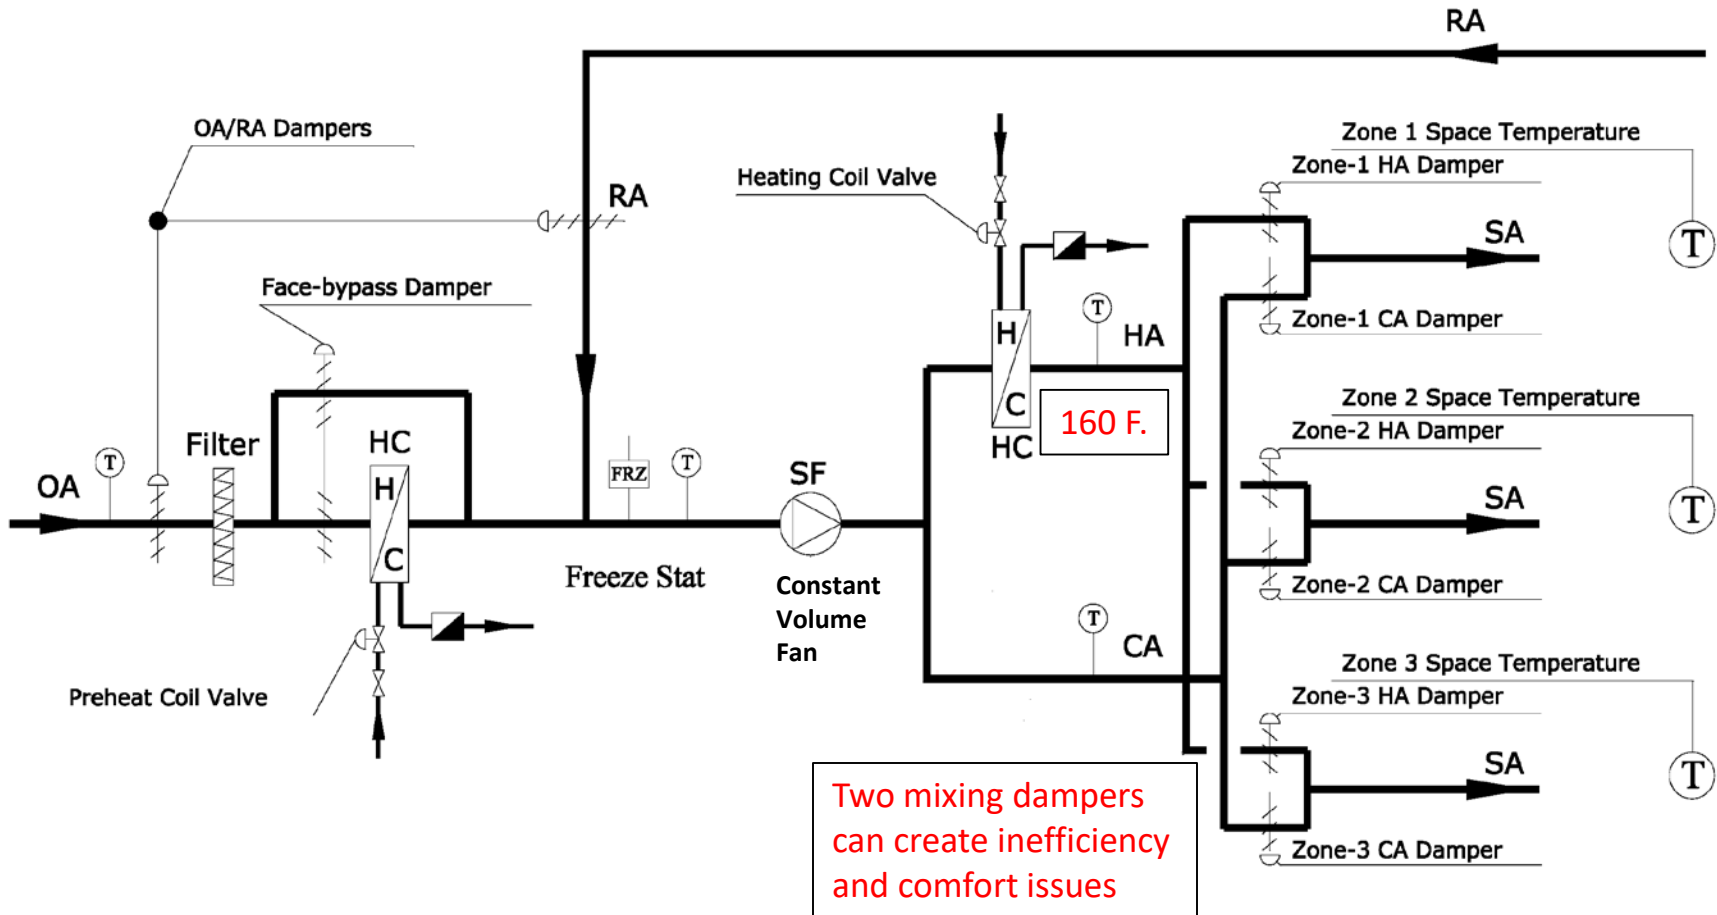 RA
OA/RA Dampers
Zone 1 Space Temperature
Zone-1 HA Damper
Heating Coil Valve
RA
SA
T
Face-bypass Damper
T
HA
Zone-1 CA Damper
H
C
HC
160 F.
Zone 2 Space Temperature
Zone-2 HA Damper
Filter
HC
T
OA
H
C
FRZ
T
SF
SA
T
Freeze Stat
Constant
Volume
Fan
Zone-2 CA Damper
T
CA
Preheat Coil Valve
Zone 3 Space Temperature
Zone-3 HA Damper
SA
T
Two mixing dampers
can create inefficiency
and comfort issues
Zone-3 CA Damper